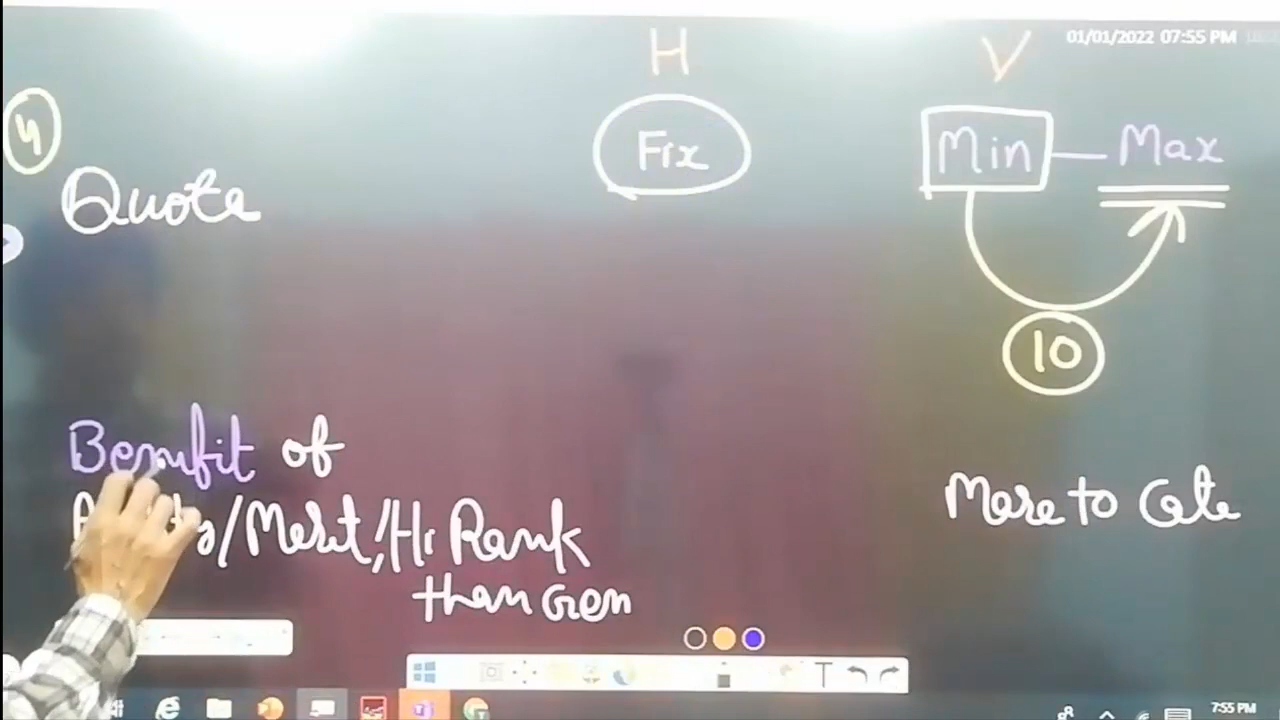 H
V
01/01/2022 07:55 PM
4
Fix
Min — Max
Quote
10
Benefit of
/Merit/Hr Rank
than Gen
More to Cate
T
7:55 PM